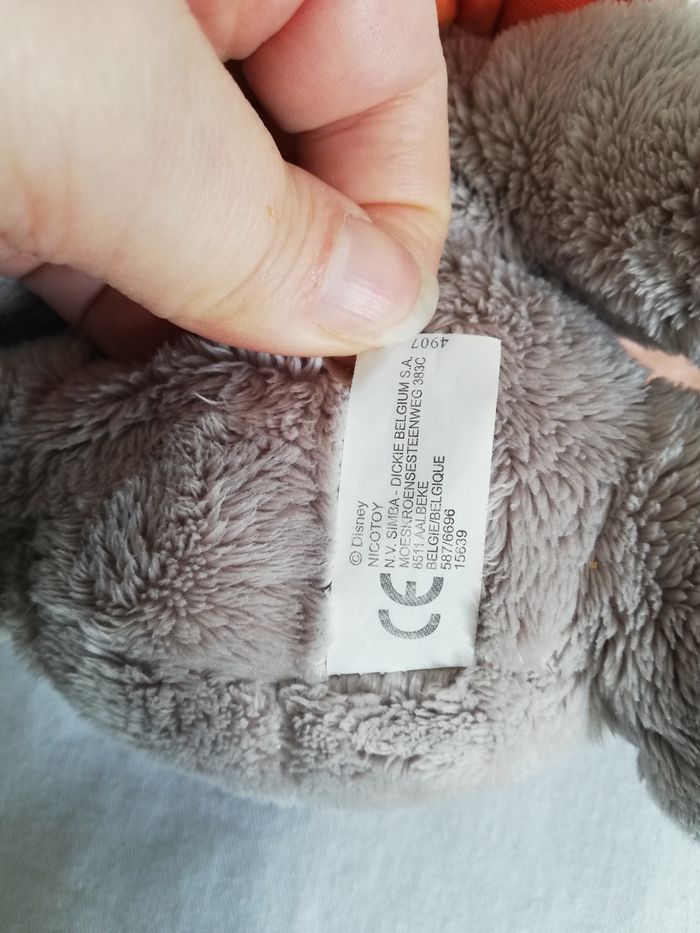 © Disney
NICOTOY
N.V. SIMBA - DICKIE BELGIUM S.A.
MOESKROENSESTEENWEG 383C
8511 AALBEKE
BELGIE/BELGIQUE
587/6696
15639
CE
4907